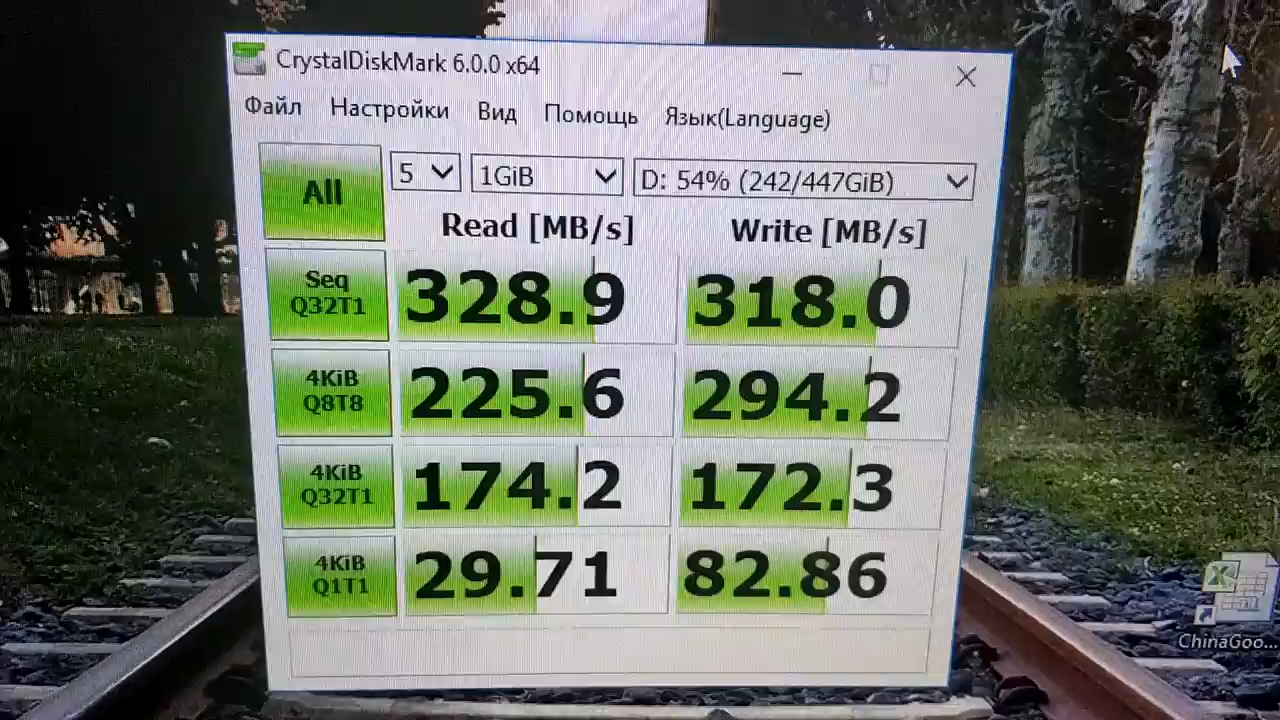 CrystalDiskMark 6.0.0 x64
Файл Настройки Вид Помощь Язык(Language)
All 5 1GiB D: 54% (242/447GiB)
Read [MB/s] Write [MB/s]
Seq
Q32T1 328.9 318.0
4KiB
Q8T8 225.6 294.2
4KiB
Q32T1 174.2 172.3
4KiB
Q1T1 29.71 82.86
ChinaGoo...